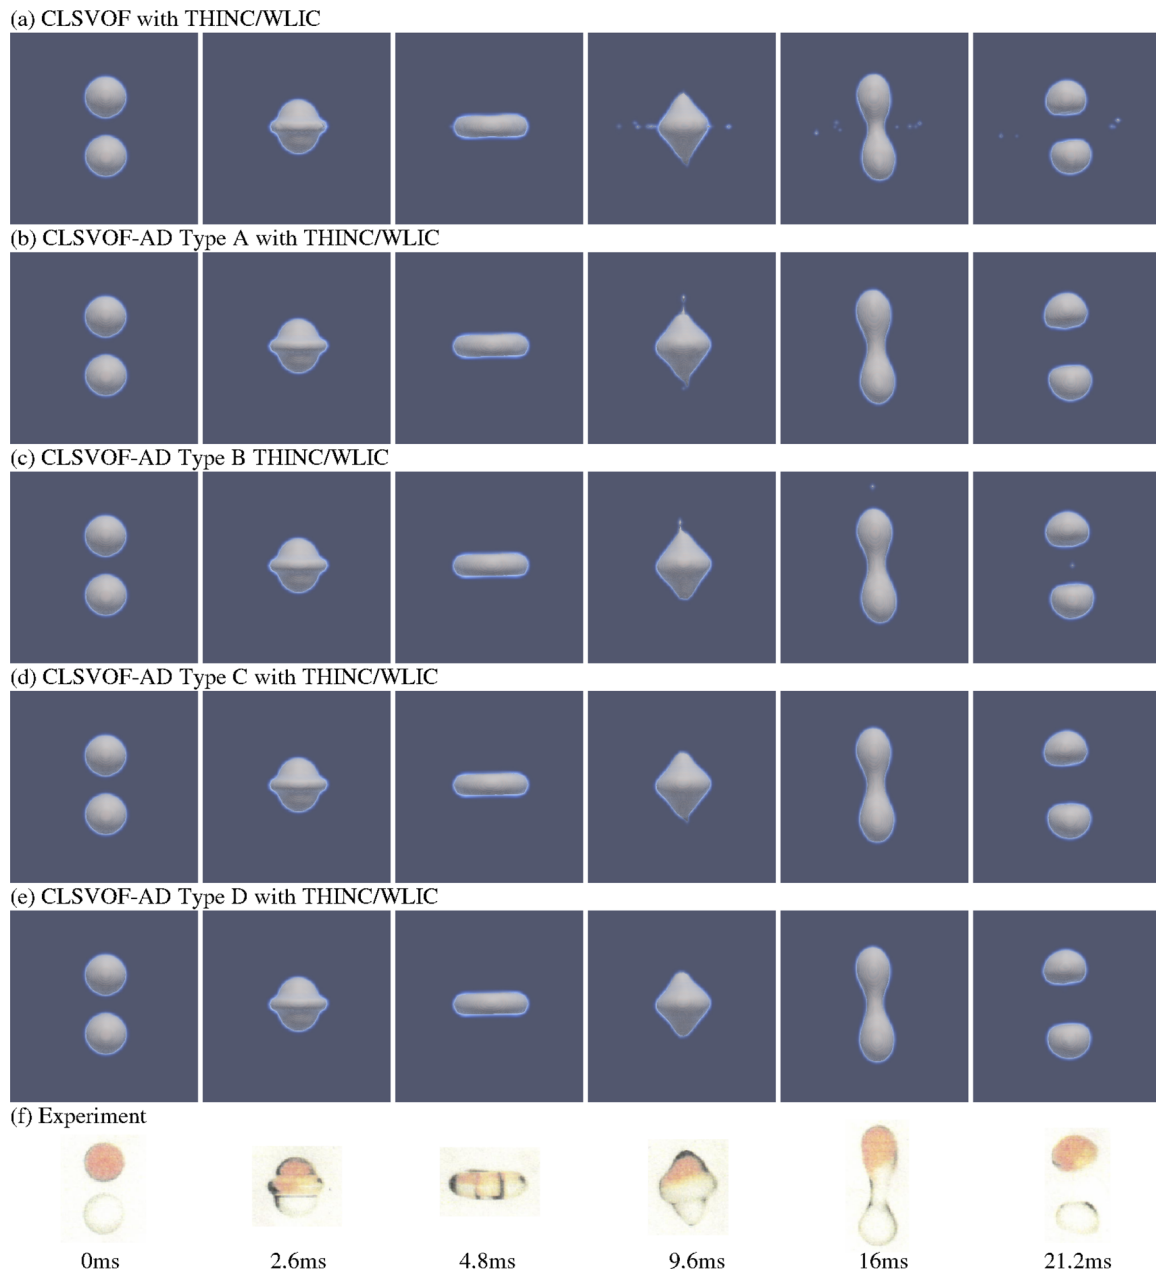 (a) CLSVOF with THINC/WLIC
(b) CLSVOF-AD Type A with THINC/WLIC
(c) CLSVOF-AD Type B THINC/WLIC
(d) CLSVOF-AD Type C with THINC/WLIC
(e) CLSVOF-AD Type D with THINC/WLIC
(f) Experiment
0ms 2.6ms 4.8ms 9.6ms 16ms 21.2ms